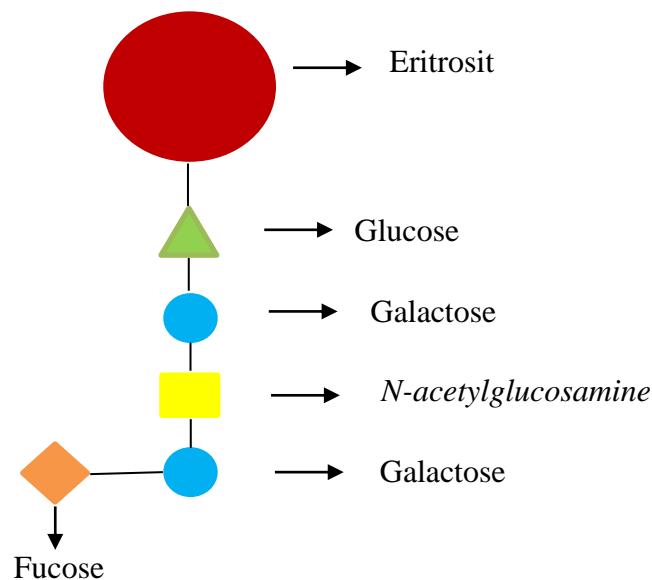 Eritrosit
Glucose
Galactose
N-acetylglucosamine
Galactose
Fucose